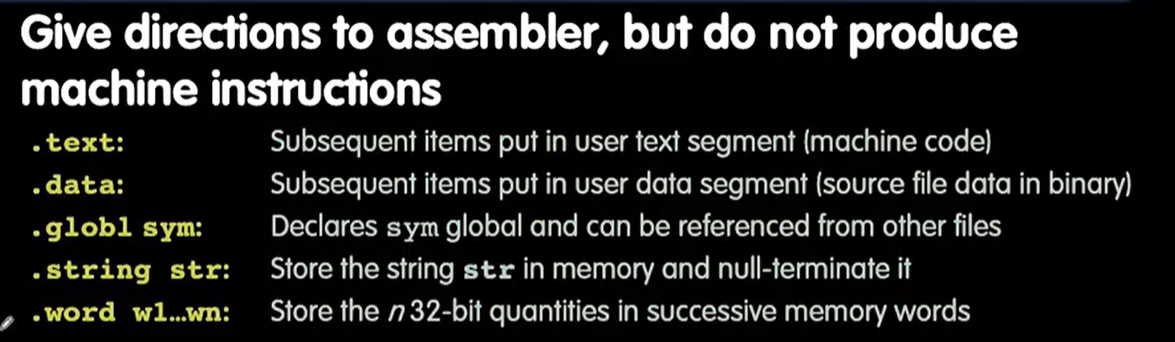 Give directions to assembler, but do not produce
machine instructions
.text: Subsequent items put in user text segment (machine code)
.data: Subsequent items put in user data segment (source file data in binary)
.globl sym: Declares sym global and can be referenced from other files
.string str: Store the string str in memory and null-terminate it
.word w1…wn: Store the n 32-bit quantities in successive memory words